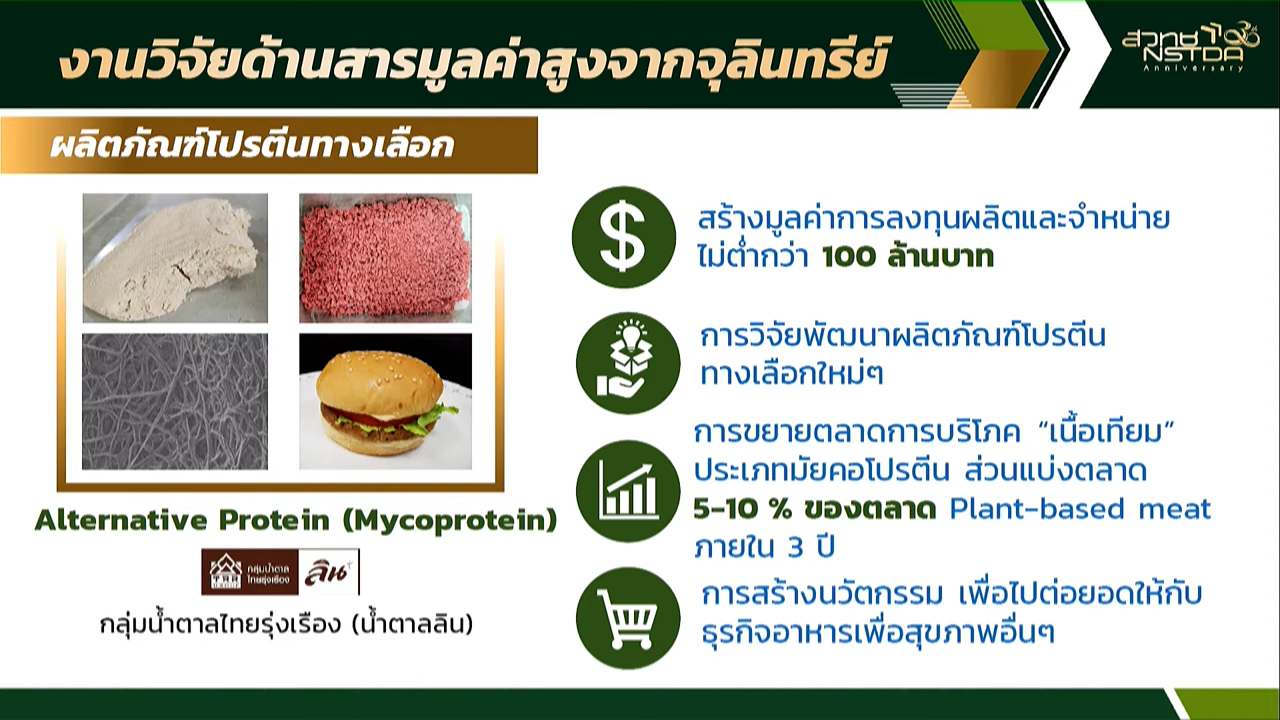 งานวิจัยด้านสารมูลค่าสูงจากจุลินทรีย์
สวทช
NSTDA
Anniversary
ผลิตภัณฑ์โปรตีนทางเลือก
Alternative Protein (Mycoprotein)
กลุ่มน้ำตาล
ไทยรุ่งเรือง
ลิน
กลุ่มน้ำตาลไทยรุ่งเรือง (น้ำตาลลิน)
$
สร้างมูลค่าการลงทุนผลิตและจำหน่าย
ไม่ต่ำกว่า 100 ล้านบาท
การวิจัยพัฒนาผลิตภัณฑ์โปรตีน
ทางเลือกใหม่ๆ
การขยายตลาดการบริโภค “เนื้อเทียม”
ประเภทมัยคอโปรตีน ส่วนแบ่งตลาด
5-10 % ของตลาด Plant-based meat
ภายใน 3 ปี
การสร้างนวัตกรรม เพื่อไปต่อยอดให้กับ
ธุรกิจอาหารเพื่อสุขภาพอื่นๆ